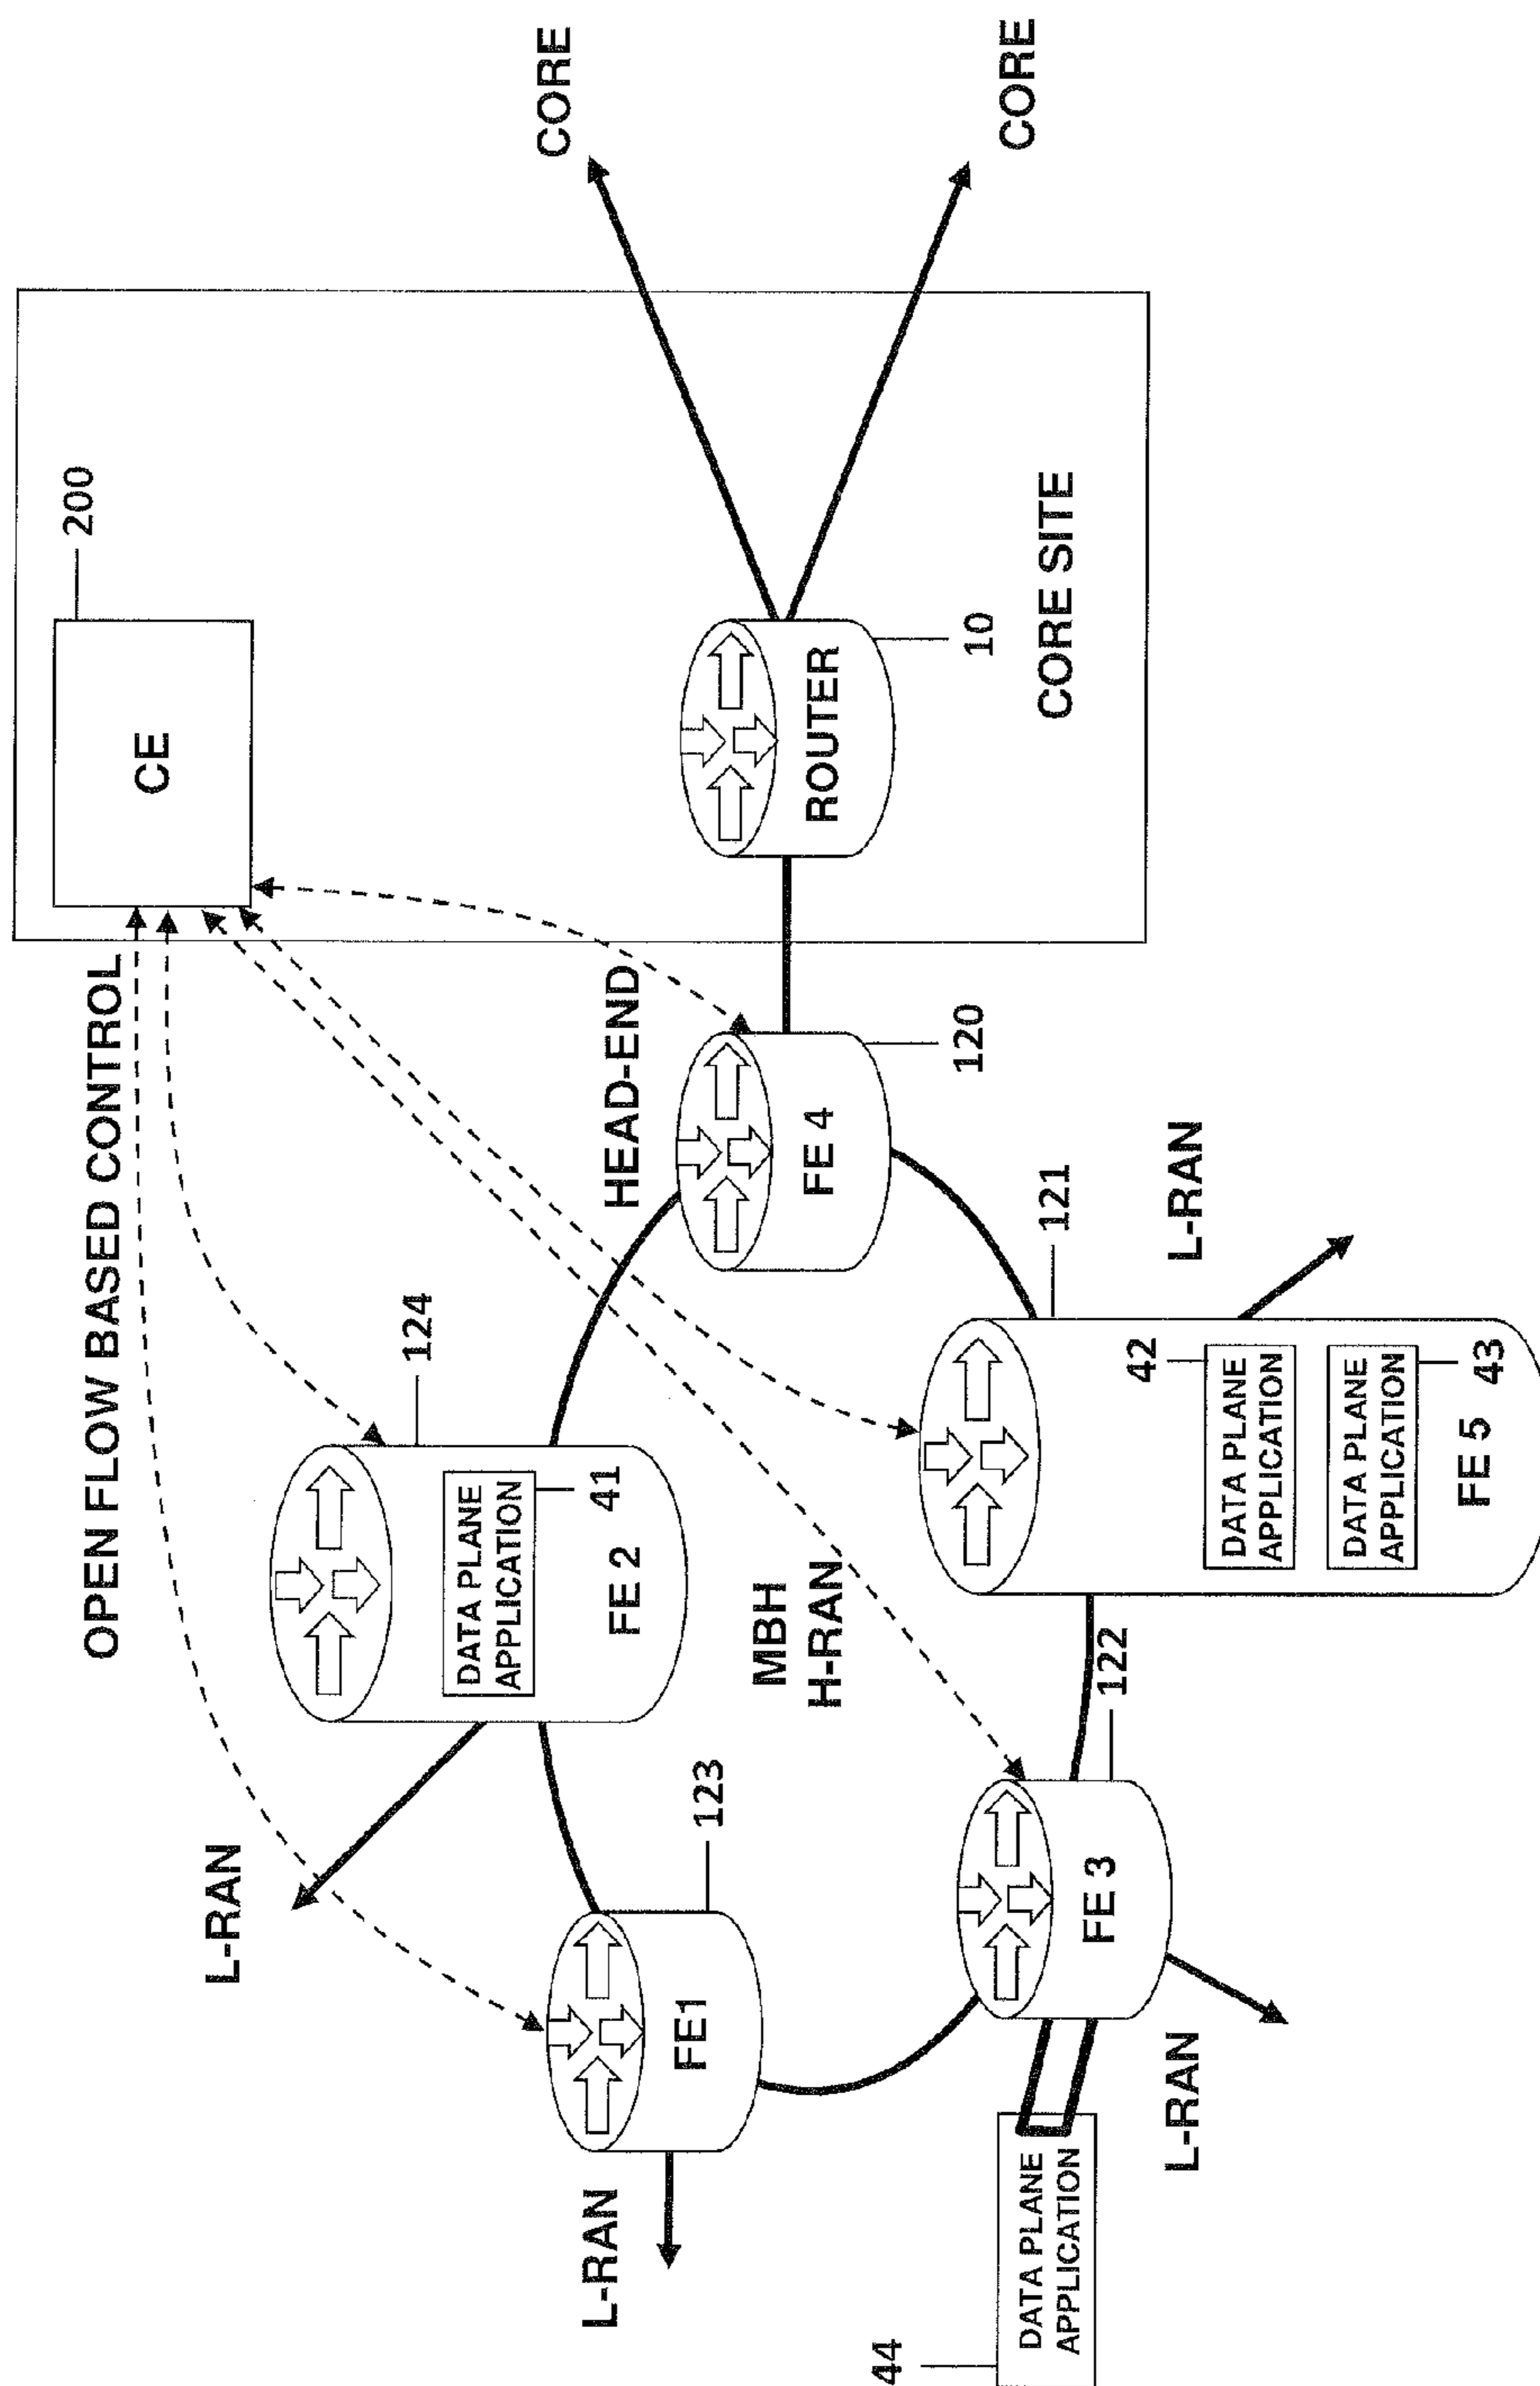 OPEN FLOW BASED CONTROL
CE
200
CORE
L-RAN
124
DATA PLANE
APPLICATION
41
FE 2
HEAD-END
L-RAN
FE1
123
MBH
H-RAN
FE 4
120
ROUTER
10
CORE
CORE SITE
44
DATA PLANE
APPLICATION
FE 3
122
121
L-RAN
L-RAN
42
DATA PLANE
APPLICATION
DATA PLANE
APPLICATION
43
FE 5